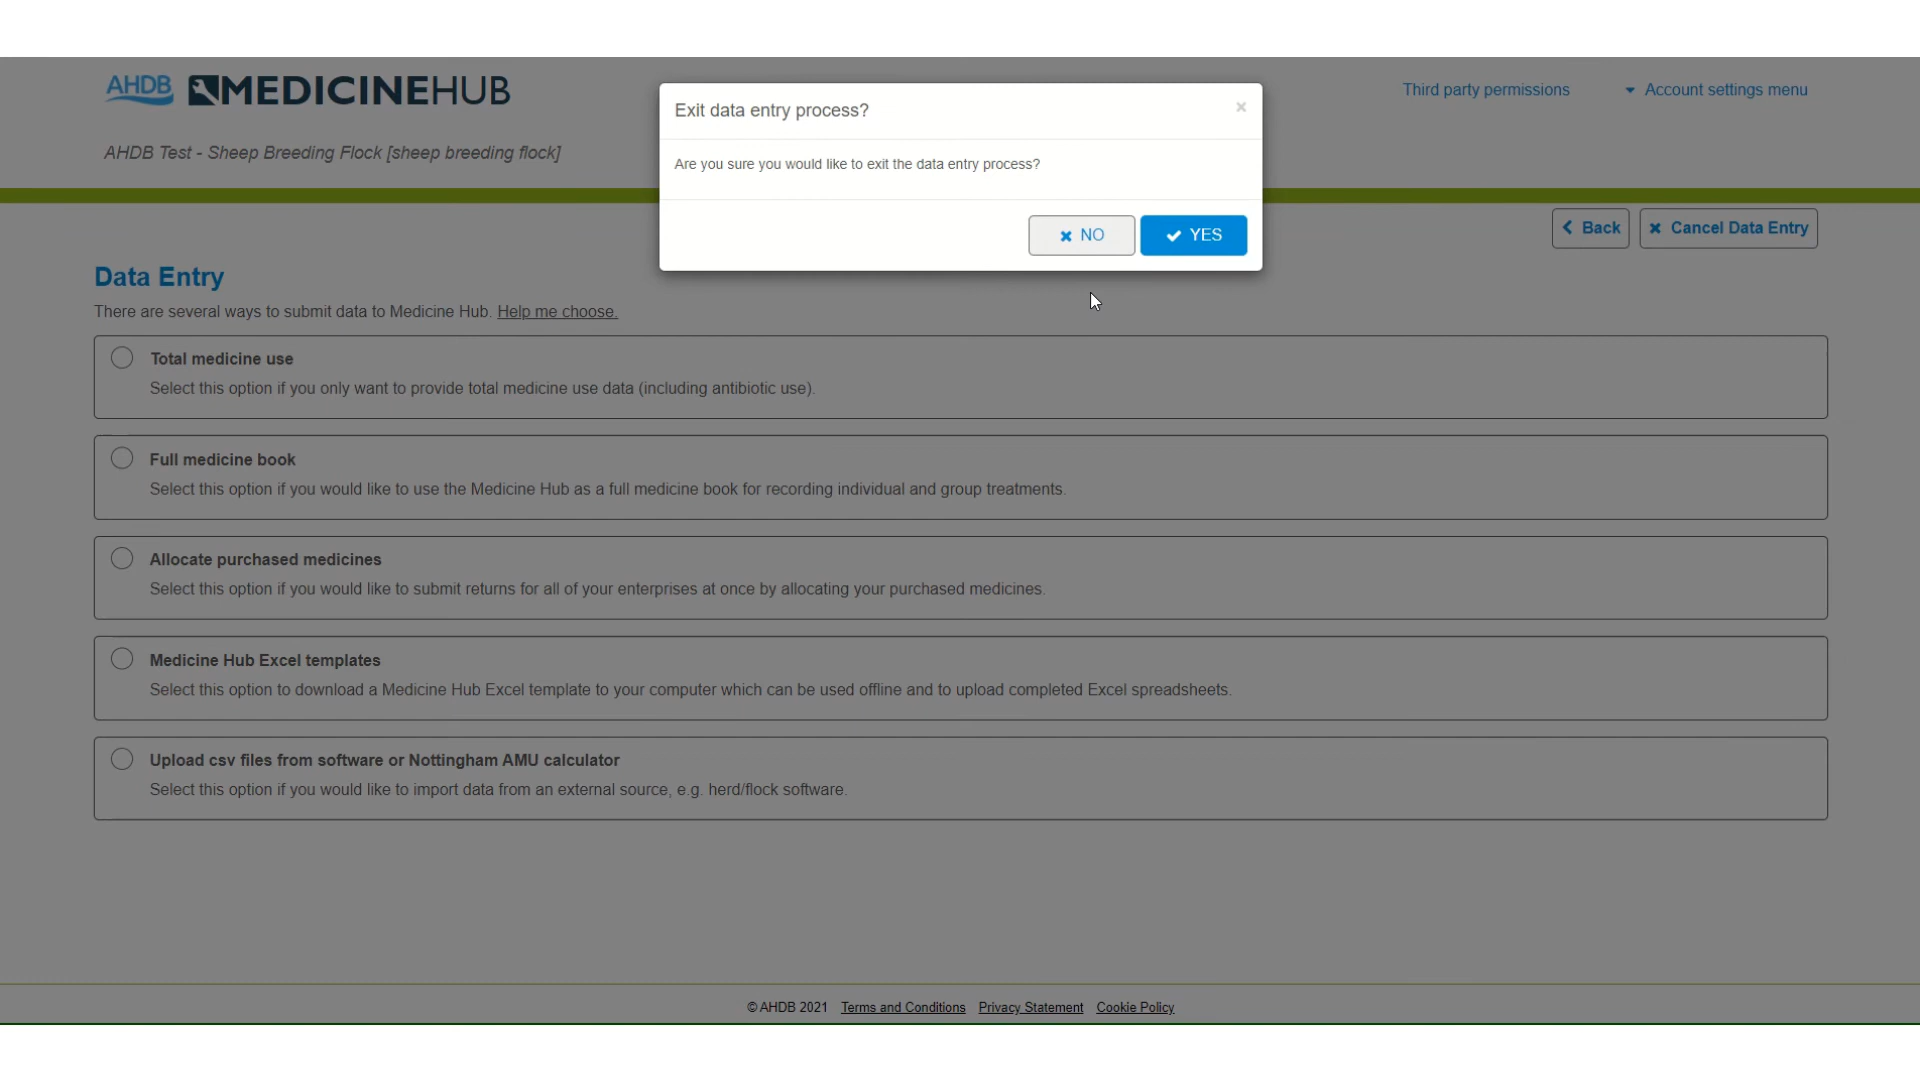 AHDB MEDICINEHUB
Exit data entry process?
×
Third party permissions
Account settings menu
AHDB Test - Sheep Breeding Flock [sheep breeding flock]
Are you sure you would like to exit the data entry process?
NO
YES
Back
Cancel Data Entry
Data Entry
There are several ways to submit data to Medicine Hub. Help me choose.
Total medicine use
Select this option if you only want to provide total medicine use data (including antibiotic use).
Full medicine book
Select this option if you would like to use the Medicine Hub as a full medicine book for recording individual and group treatments.
Allocate purchased medicines
Select this option if you would like to submit returns for all of your enterprises at once by allocating your purchased medicines.
Medicine Hub Excel templates
Select this option to download a Medicine Hub Excel template to your computer which can be used offline and to upload completed Excel spreadsheets.
Upload csv files from software or Nottingham AMU calculator
Select this option if you would like to import data from an external source, e.g. herd/flock software.
© AHDB 2021 Terms and Conditions Privacy Statement Cookie Policy